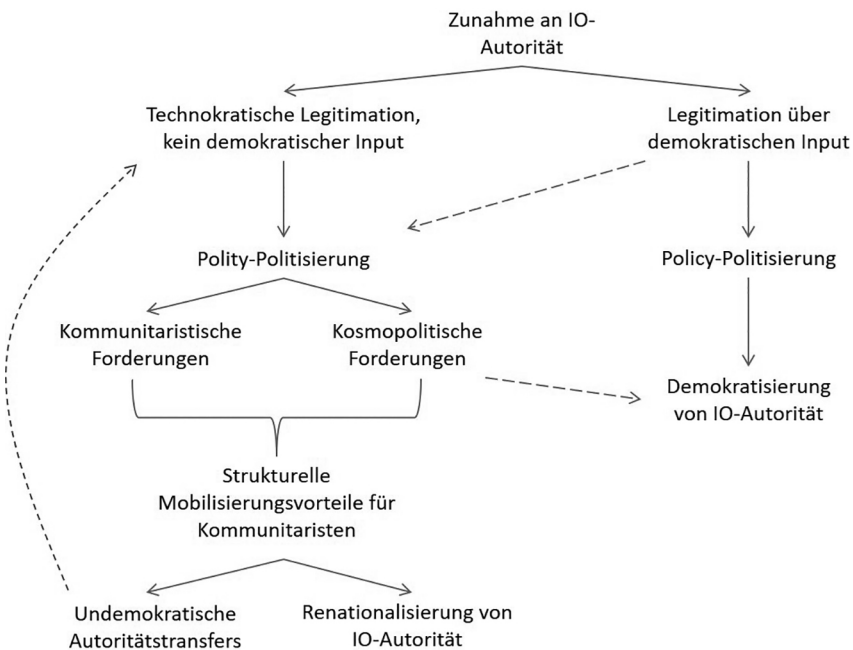 Zunahme an IO-
Autorität
Technokratische Legitimation,
kein demokratischer Input
Legitimation über
demokratischen Input
Polity-Politisierung
Policy-Politisierung
Kommunitaristische
Forderungen
Kosmopolitische
Forderungen
Demokratisierung
von IO-Autorität
Strukturelle
Mobilisierungsvorteile für
Kommunitaristen
Undemokratische
Autoritätstransfers
Renationalisierung von
IO-Autorität